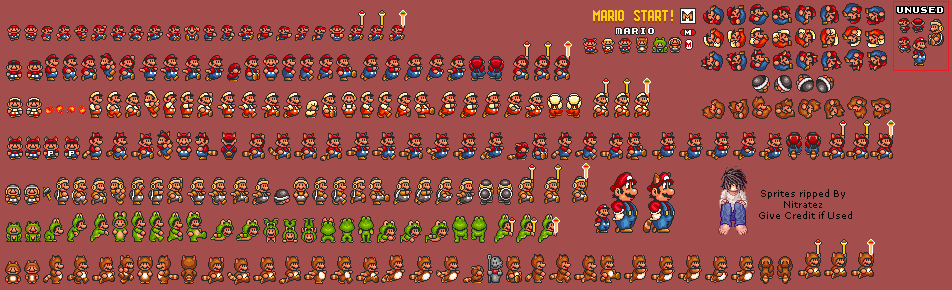 MARIO START! M
UNUSED
MARIO
M
M
P P
Sprites ripped By
Nitratez
Give Credit if Used